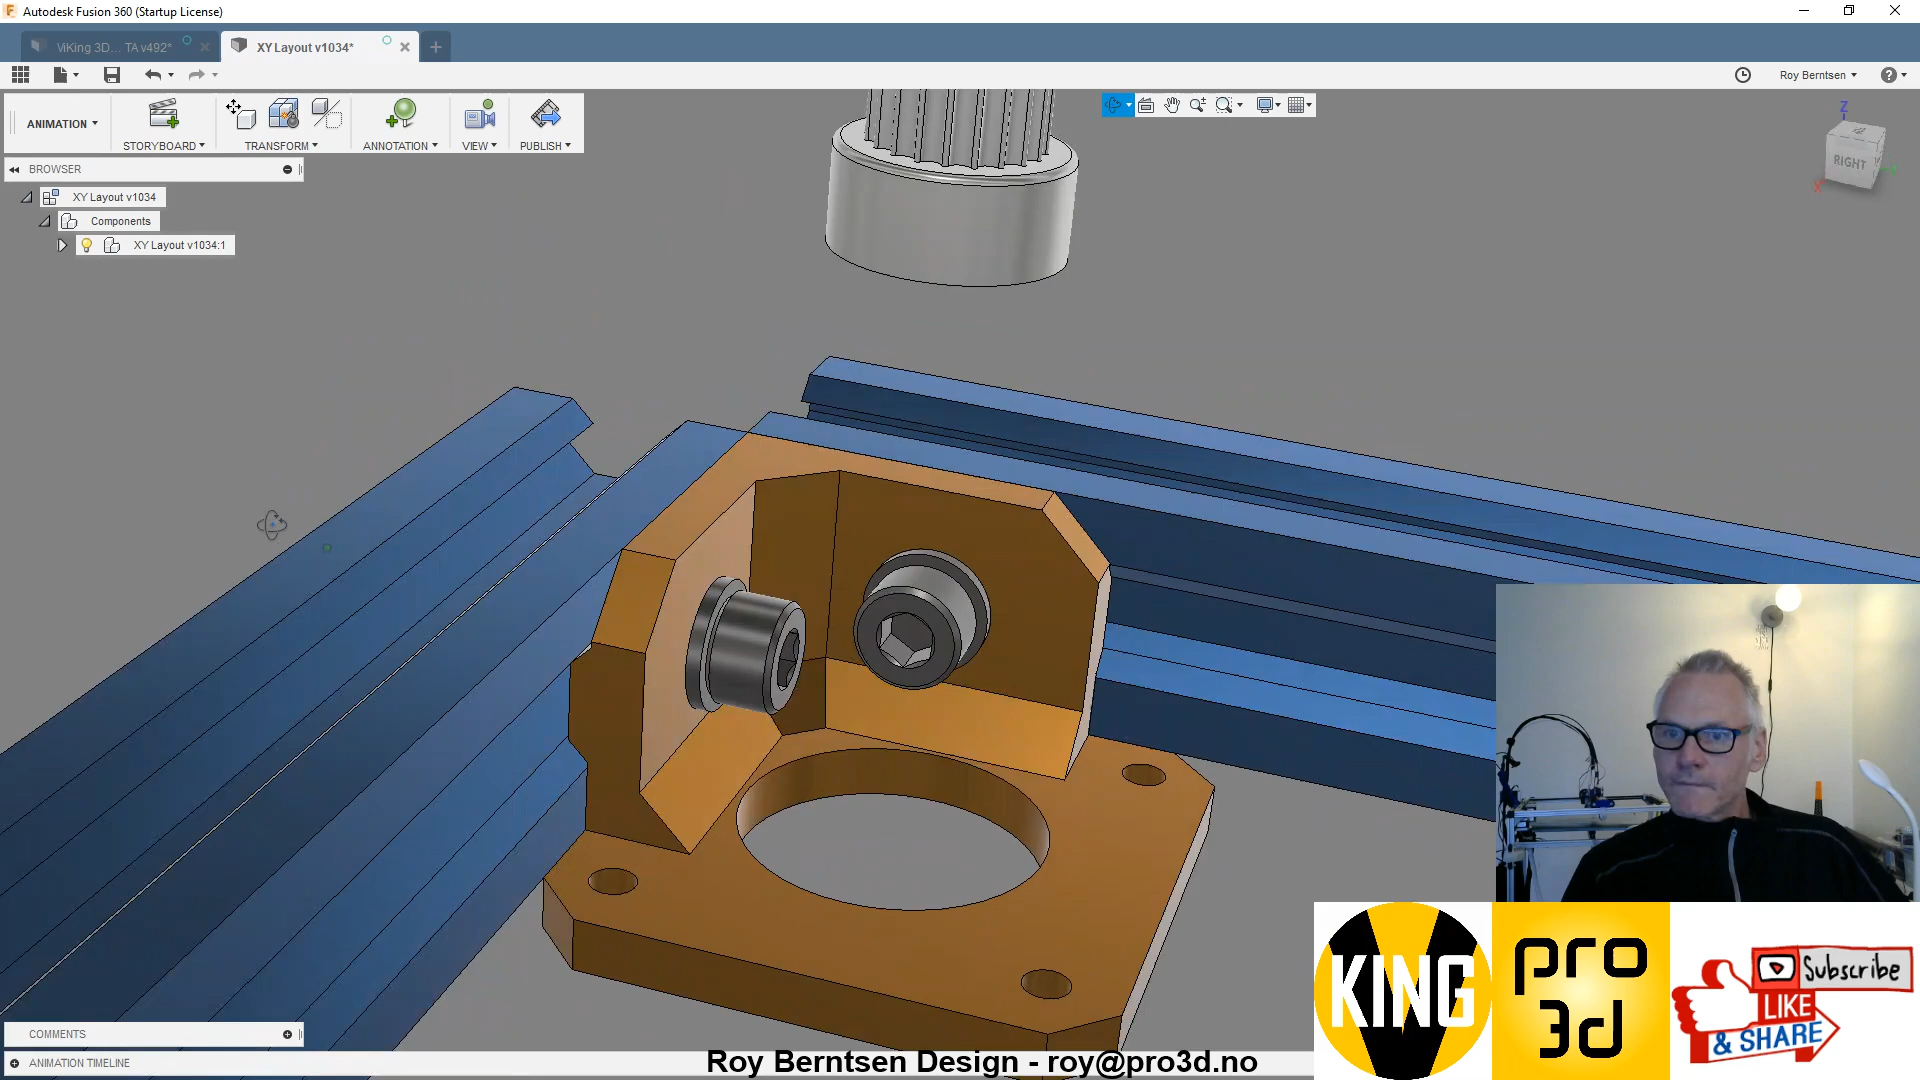 Autodesk Fusion 360 (Startup License)
ViKing 3D... TA v492*
XY Layout v1034*
Roy Berntsen
ANIMATION
STORYBOARD
TRANSFORM
ANNOTATION
VIEW
PUBLISH
Z
RIGHT
X
BROWSER
XY Layout v1034
Components
XY Layout v1034:1
KING
pro
3d
Subscribe
LIKE
& SHARE
COMMENTS
ANIMATION TIMELINE
Roy Berntsen Design - roy@pro3d.no